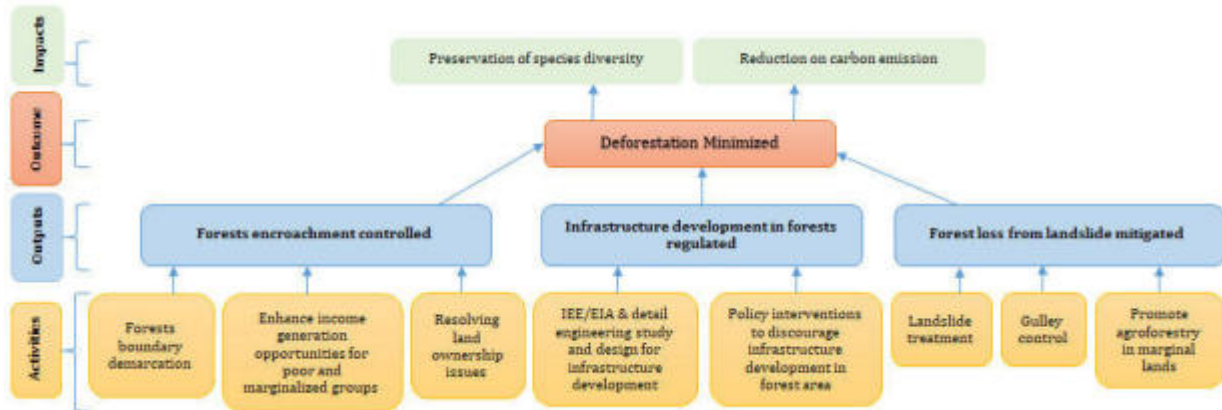 Impacts
Preservation of species diversity
Reduction on carbon emission
Outcome
Deforestation Minimized
Outputs
Forests encroachment controlled
Infrastructure development in forests
regulated
Forest loss from landslide mitigated
Activities
Forests
boundary
demarcation
Enhance income
generation
opportunities for
poor and
marginalized groups
Resolving
land
ownership
issues
IEE/EIA & detail
engineering study
and design for
infrastructure
development
Policy interventions
to discourage
infrastructure
development in
forest area
Landslide
treatment
Gulley
control
Promote
agroforestry
in marginal
lands